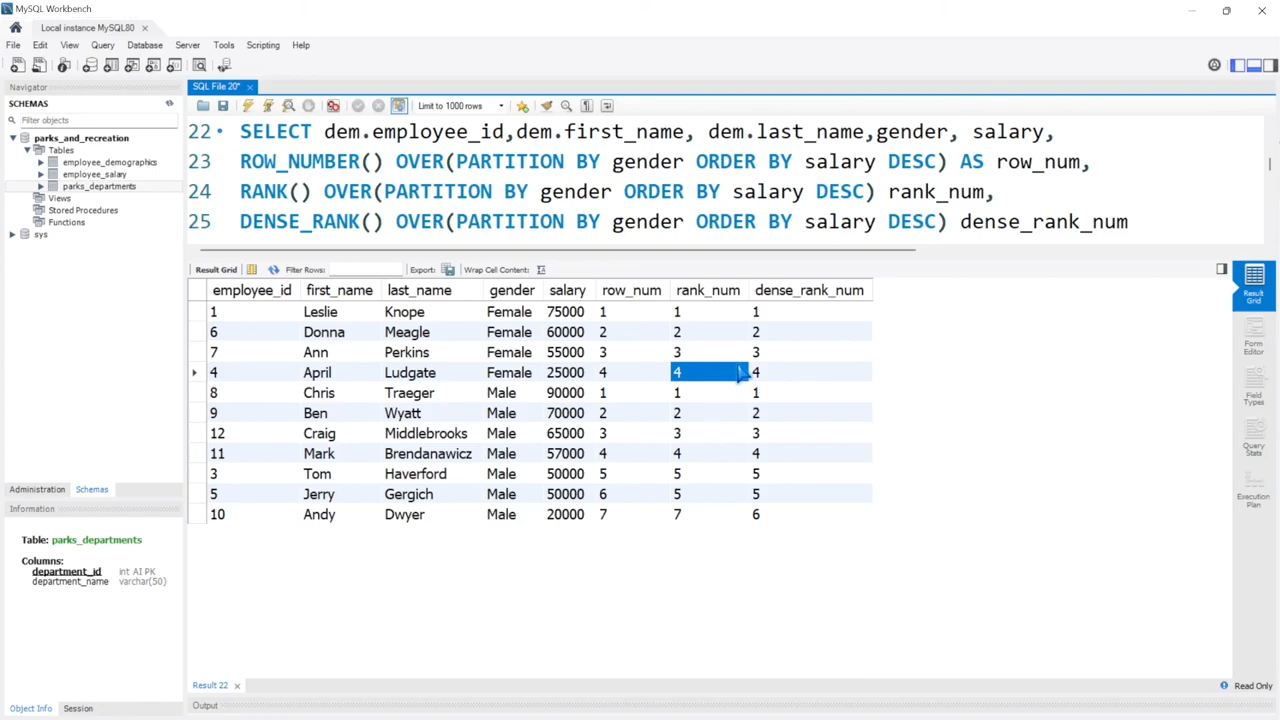 MySQL Workbench
Local instance MySQL80
File Edit View Query Database Server Tools Scripting Help
Navigator
SCHEMAS
Filter objects
parks_and_recreation
Tables
employee_demographics
employee_salary
parks_departments
Views
Stored Procedures
Functions
sys
Administration Schemas
Information
Table: parks_departments
Columns:
department_id int AI PK
department_name varchar(50)
Object Info Session
SQL File 20*
Limit to 1000 rows
22 SELECT dem.employee_id,dem.first_name, dem.last_name,gender, salary,
23 ROW_NUMBER() OVER(PARTITION BY gender ORDER BY salary DESC) AS row_num,
24 RANK() OVER(PARTITION BY gender ORDER BY salary DESC) rank_num,
25 DENSE_RANK() OVER(PARTITION BY gender ORDER BY salary DESC) dense_rank_num
Result Grid Filter Rows: Export: Wrap Cell Content:
employee_id first_name last_name gender salary row_num rank_num dense_rank_num
1 Leslie Knope Female 75000 1 1 1
6 Donna Meagle Female 60000 2 2 2
7 Ann Perkins Female 55000 3 3 3
4 April Ludgate Female 25000 4 4 4
8 Chris Traeger Male 90000 1 1 1
9 Ben Wyatt Male 70000 2 2 2
12 Craig Middlebrooks Male 65000 3 3 3
11 Mark Brendanawicz Male 57000 4 4 4
3 Tom Haverford Male 50000 5 5 5
5 Jerry Gergich Male 50000 6 5 5
10 Andy Dwyer Male 20000 7 7 6
Result Grid
Form Editor
Field Types
Query Stats
Execution Plan
Result 22
Read Only
Output